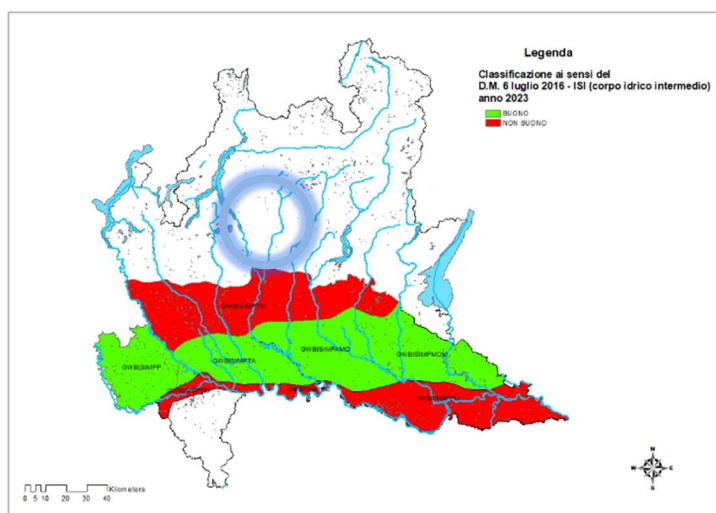 Legenda
Classificazione ai sensi del
D.M. 6 luglio 2016 - ISI (corpo idrico intermedio)
anno 2023
BUONO
NON BUONO
GWBISIMPP
GWBISIMPTA
GWBISIMPAMO
GWBISIMPMOM
N
W E
S
Kilometers
0 5 10 20 30 40